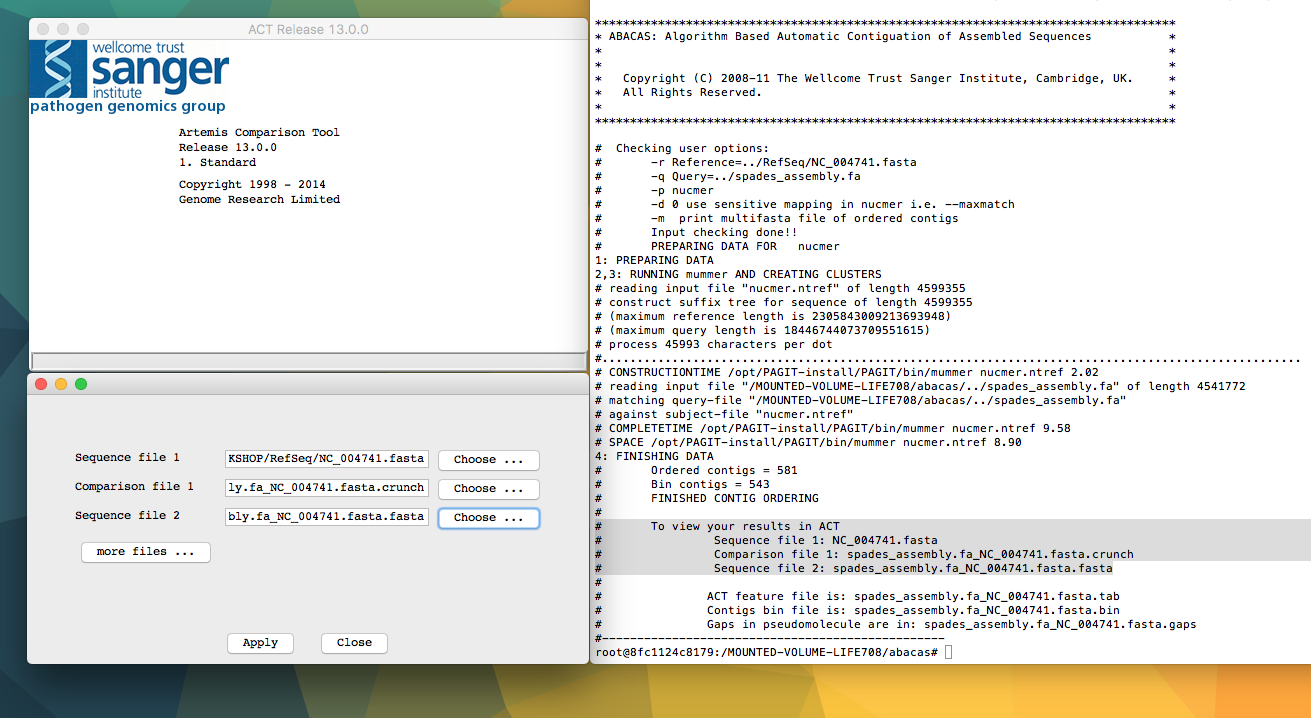 ACT Release 13.0.0
wellcome trust
sanger
institute
pathogen genomics group
Artemis Comparison Tool
Release 13.0.0
1. Standard
Copyright 1998 - 2014
Genome Research Limited
Sequence file 1 KSHOP/RefSeq/NC_004741.fasta Choose ...
Comparison file 1 ly.fa_NC_004741.fasta.crunch Choose ...
Sequence file 2 bly.fa_NC_004741.fasta.fasta Choose ...
more files ...
Apply Close
***********************************************************************************
* ABACAS: Algorithm Based Automatic Contiguation of Assembled Sequences *
* *
* *
* Copyright (C) 2008-11 The Wellcome Trust Sanger Institute, Cambridge, UK. *
* All Rights Reserved. *
* *
***********************************************************************************
# Checking user options:
# -r Reference=../RefSeq/NC_004741.fasta
# -q Query=../spades_assembly.fa
# -p nucmer
# -d 0 use sensitive mapping in nucmer i.e. --maxmatch
# -m print multifasta file of ordered contigs
# Input checking done!!
# PREPARING DATA FOR nucmer
1: PREPARING DATA
2,3: RUNNING mummer AND CREATING CLUSTERS
# reading input file "nucmer.ntref" of length 4599355
# construct suffix tree for sequence of length 4599355
# (maximum reference length is 2305843009213693948)
# (maximum query length is 18446744073709551615)
# process 45993 characters per dot
#....................................................................................................
# CONSTRUCTIONTIME /opt/PAGIT-install/PAGIT/bin/mummer nucmer.ntref 2.02
# reading input file "/MOUNTED-VOLUME-LIFE708/abacas/../spades_assembly.fa" of length 4541772
# matching query-file "/MOUNTED-VOLUME-LIFE708/abacas/../spades_assembly.fa"
# against subject-file "nucmer.ntref"
# COMPLETETIME /opt/PAGIT-install/PAGIT/bin/mummer nucmer.ntref 9.58
# SPACE /opt/PAGIT-install/PAGIT/bin/mummer nucmer.ntref 8.90
4: FINISHING DATA
# Ordered contigs = 581
# Bin contigs = 543
# FINISHED CONTIG ORDERING
#
# To view your results in ACT
# Sequence file 1: NC_004741.fasta
# Comparison file 1: spades_assembly.fa_NC_004741.fasta.crunch
# Sequence file 2: spades_assembly.fa_NC_004741.fasta.fasta
#
# ACT feature file is: spades_assembly.fa_NC_004741.fasta.tab
# Contigs bin file is: spades_assembly.fa_NC_004741.fasta.bin
# Gaps in pseudomolecule are in: spades_assembly.fa_NC_004741.fasta.gaps
#-------------------------------------------------
root@8fc1124c8179:/MOUNTED-VOLUME-LIFE708/abacas#